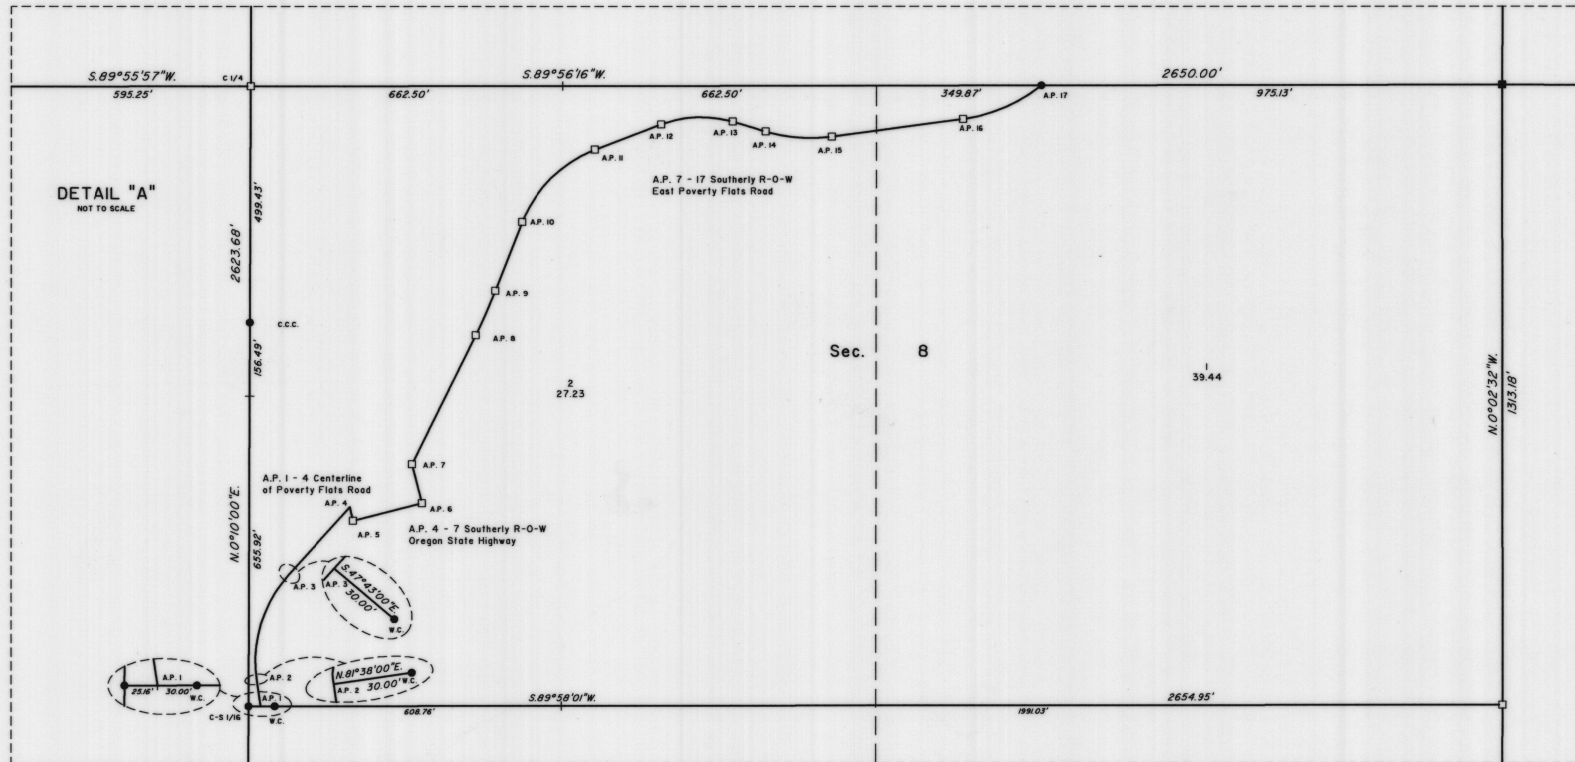 S.89°55'57"W.
C 1/4
S.89°56'16"W.
2650.00'
595.25'
662.50'
662.50'
349.87'
A.P. 17
975.13'
A.P. 12
A.P. 13
A.P. 14
A.P. 15
A.P. 16
A.P. 11
A.P. 7 - 17 Southerly R-O-W
East Poverty Flats Road
DETAIL "A"
NOT TO SCALE
499.43'
2623.68'
A.P. 10
A.P. 9
C.C.C.
A.P. 8
156.49'
Sec. 8
2
27.23
1
39.44
N.0°02'32"W.
1313.18'
A.P. 7
A.P. 1 - 4 Centerline
of Poverty Flats Road
A.P. 4
A.P. 6
A.P. 5
A.P. 4 - 7 Southerly R-O-W
Oregon State Highway
N.0°10'00"E.
655.92'
A.P. 3
A.P. 3
S.47°43'00"E.
30.00'
W.C.
A.P. 1
25.16' 30.00'
W.C.
A.P. 2
N.81°38'00"E.
A.P. 2 30.00' W.C.
A.P. 1
C-S 1/16
W.C.
S.89°58'01"W.
2654.95'
608.76'
1991.03'